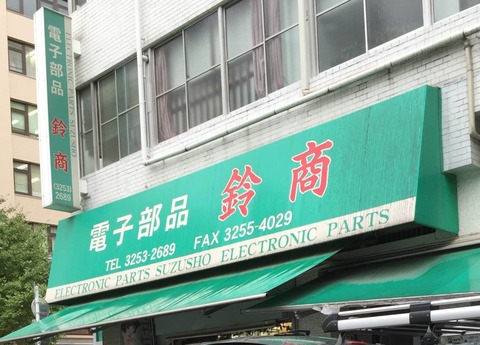 電子部品 鈴商
ELECTRONIC PARTS SUZUSHO
(3253)
2689
電子部品 鈴商
TEL 3253-2689 FAX 3255-4029
ELECTRONIC PARTS SUZUSHO ELECTRONIC PARTS